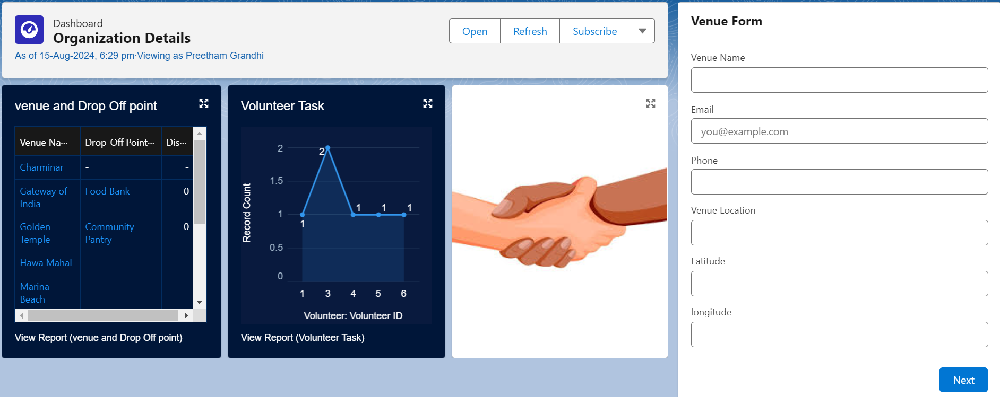 Dashboard
Organization Details
As of 15-Aug-2024, 6:29 pm·Viewing as Preetham Grandhi
Open
Refresh
Subscribe
venue and Drop Off point
Venue Na...
Drop-Off Point...
Dis...
Charminar
-
-
Gateway of
India
Food Bank
0
Golden
Temple
Community
Pantry
0
Hawa Mahal
-
-
Marina
Beach
-
-
View Report (venue and Drop Off point)
Volunteer Task
Record Count
2
1.5
1
0.5
0
1
2
1
1
1
1
3
4
5
6
Volunteer: Volunteer ID
View Report (Volunteer Task)
Venue Form
Venue Name
Email
you@example.com
Phone
Venue Location
Latitude
longitude
Next